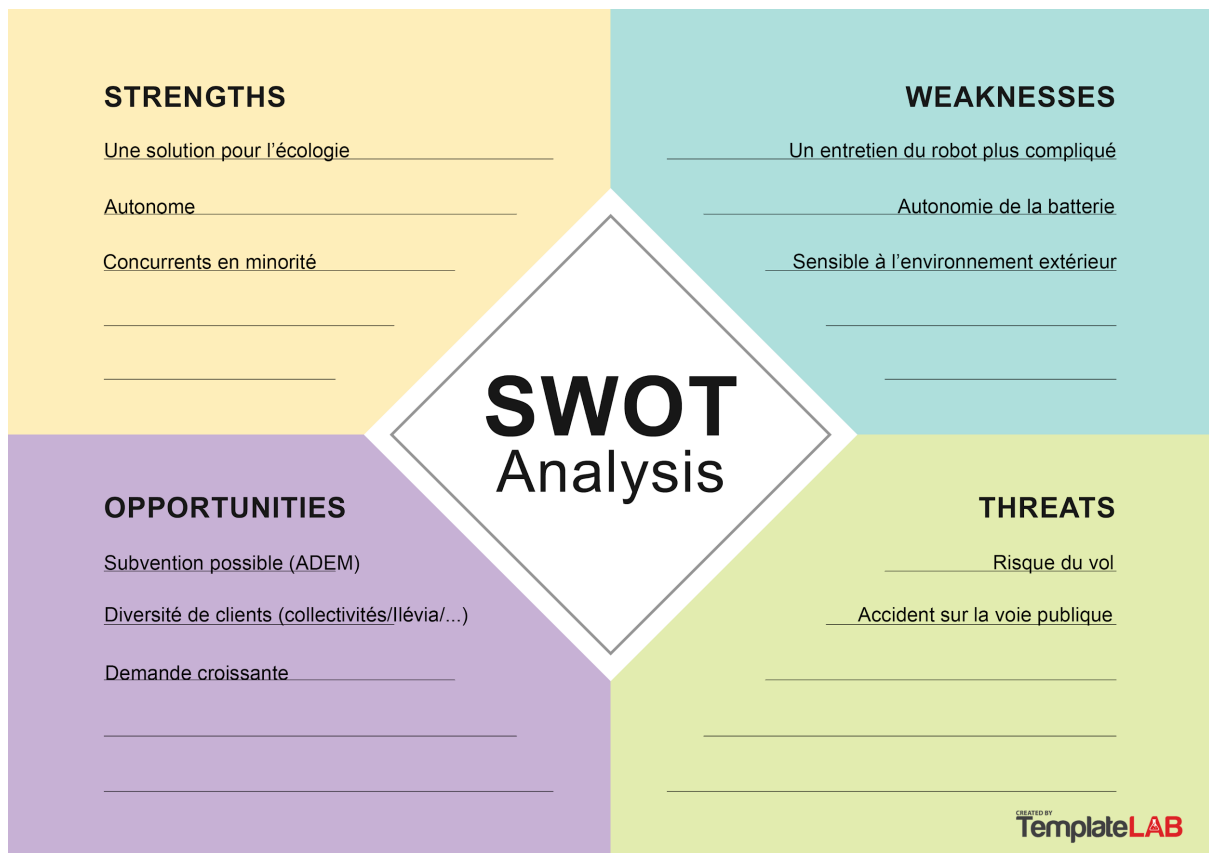 STRENGTHS
Une solution pour l'écologie
Autonome
Concurrents en minorité
WEAKNESSES
Un entretien du robot plus compliqué
Autonomie de la batterie
Sensible à l'environnement extérieur
SWOT
Analysis
OPPORTUNITIES
Subvention possible (ADEM)
Diversité de clients (collectivités/Ilévia/...)
Demande croissante
THREATS
Risque du vol
Accident sur la voie publique
CREATED BY
TemplateLAB